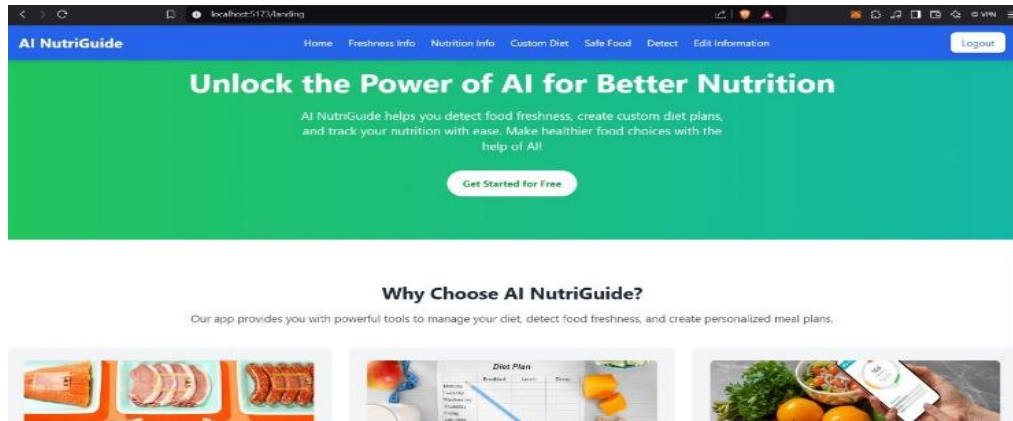 localhost:5173/landing
VPN
AI NutriGuide
Home Freshness Info Nutrition Info Custom Diet Safe Food Detect Edit Information
Logout
Unlock the Power of AI for Better Nutrition
AI NutriGuide helps you detect food freshness, create custom diet plans,
and track your nutrition with ease. Make healthier food choices with the
help of AI!
Get Started for Free
Why Choose AI NutriGuide?
Our app provides you with powerful tools to manage your diet, detect food freshness, and create personalized meal plans.
Diet Plan
Breakfast Lunch Dinner